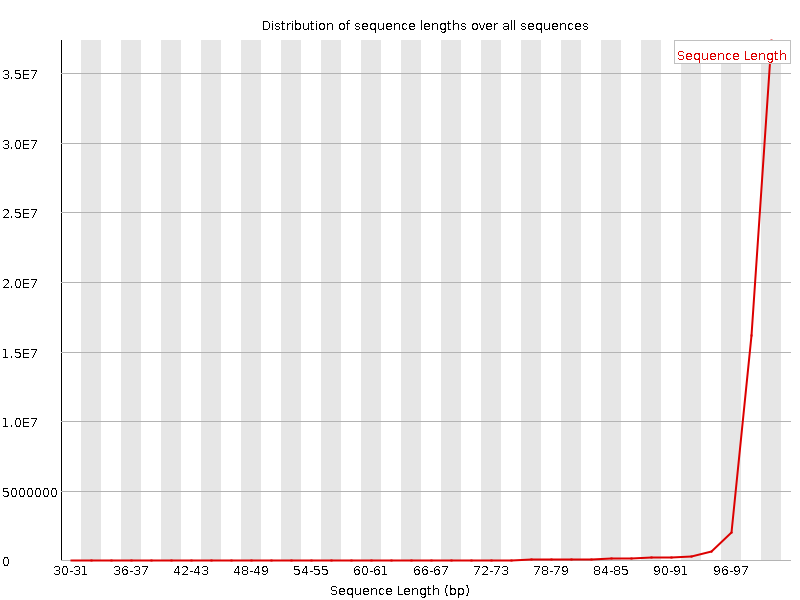 Distribution of sequence lengths over all sequences
Sequence Length
3.5E7
3.0E7
2.5E7
2.0E7
1.5E7
1.0E7
5000000
0
30-31 36-37 42-43 48-49 54-55 60-61 66-67 72-73 78-79 84-85 90-91 96-97
Sequence Length (bp)